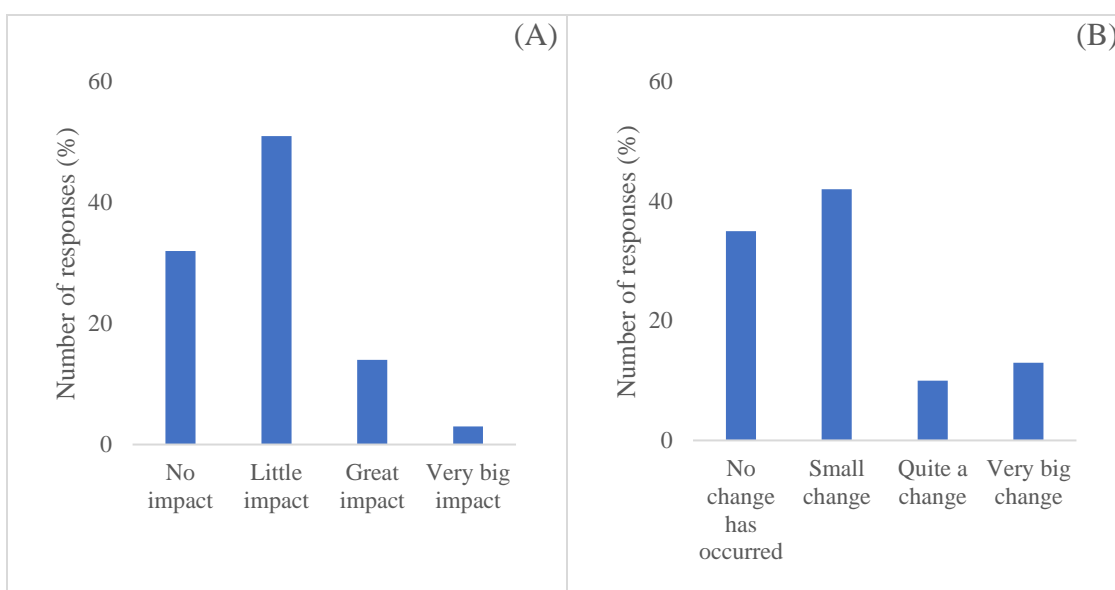 (A)
Number of responses (%)
60
40
20
0
No
impact
Little
impact
Great
impact
Very big
impact
(B)
Number of responses (%)
60
40
20
0
No
change
has
occurred
Small
change
Quite a
change
Very big
change